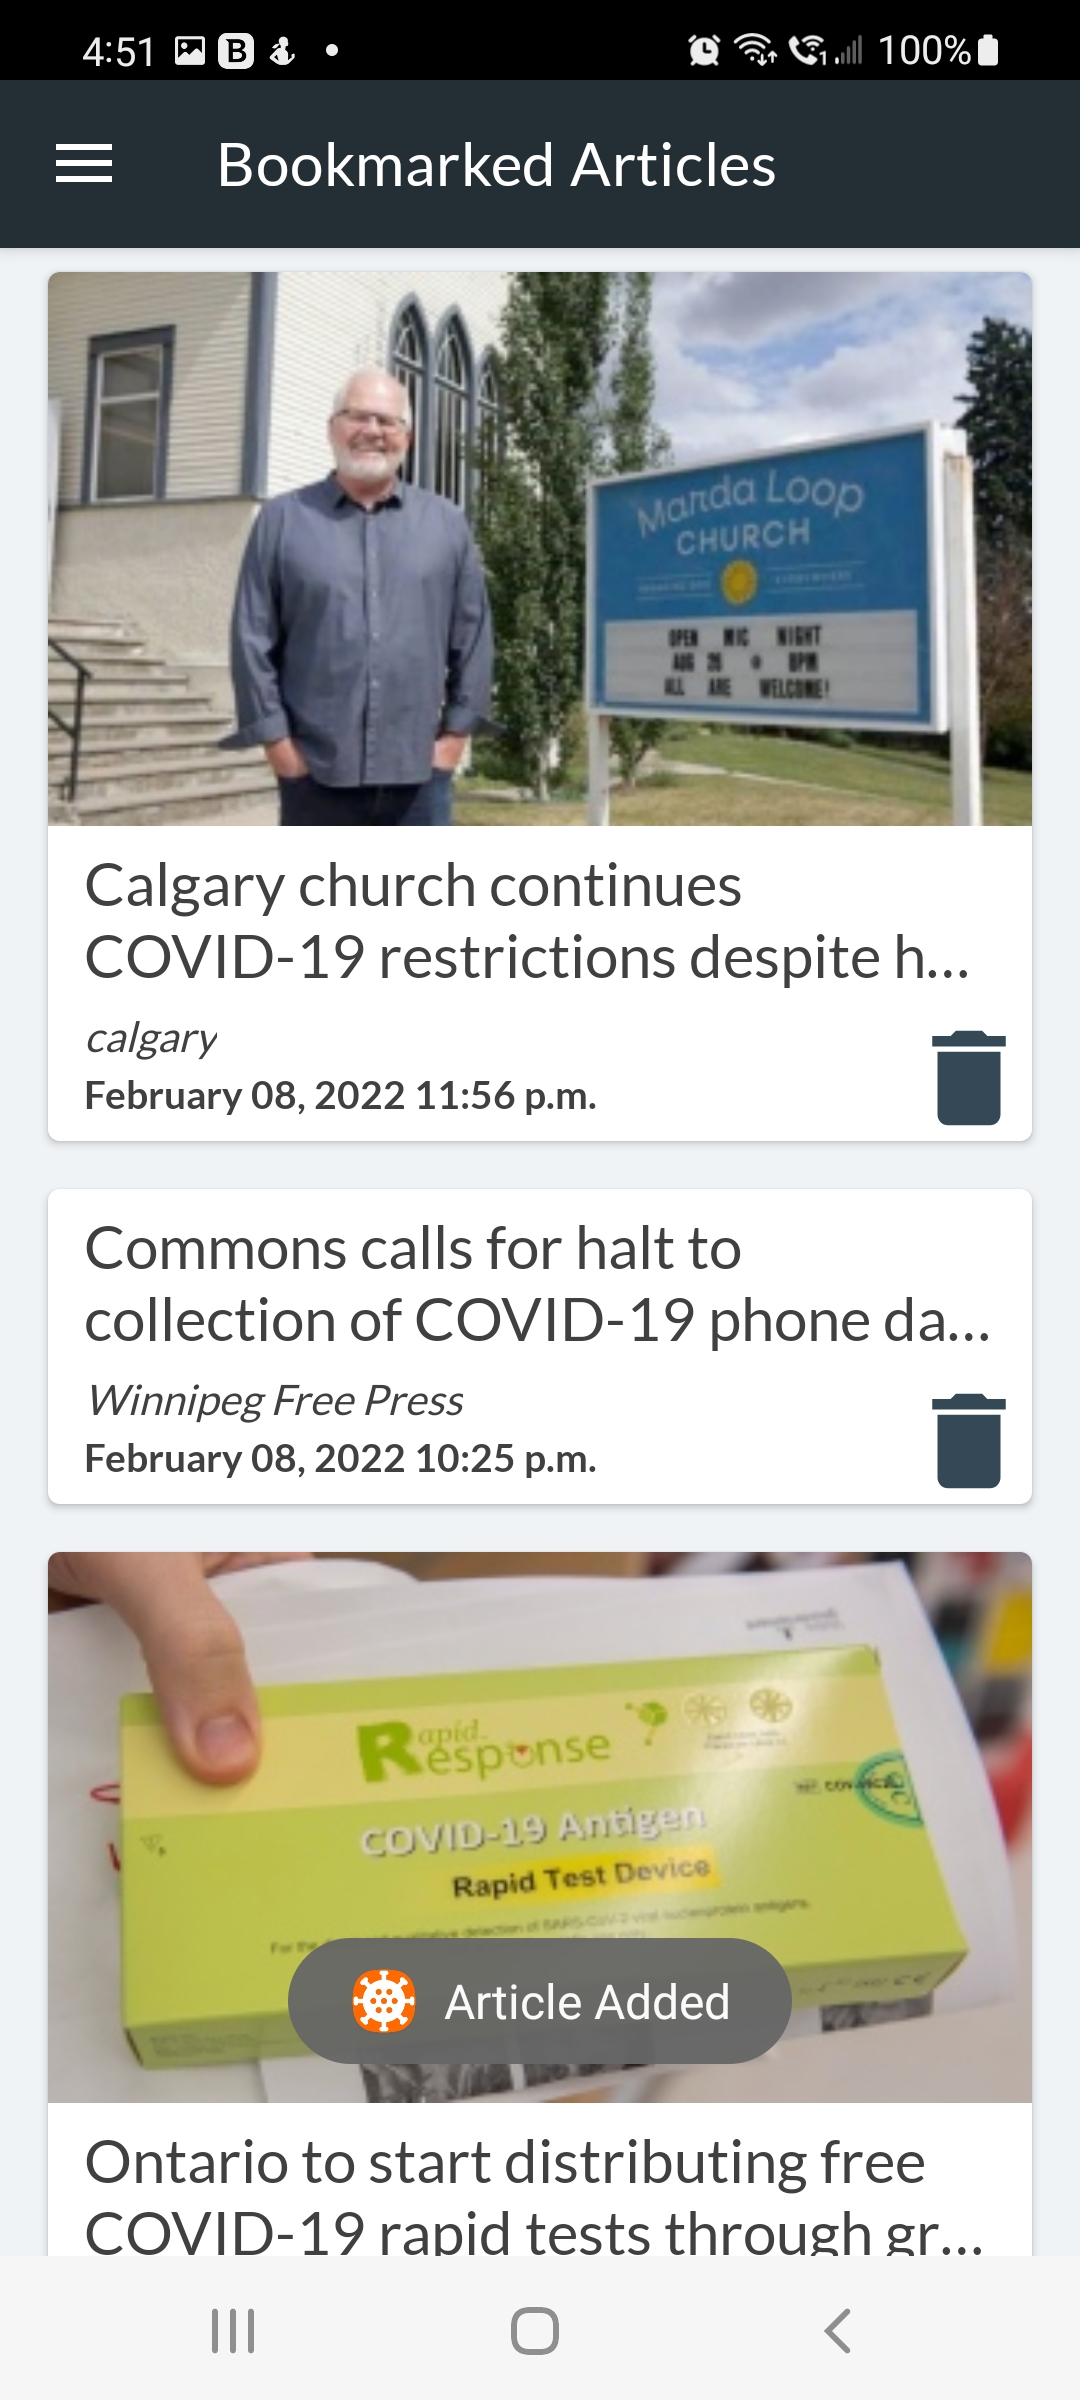 4:51
100%
Bookmarked Articles
Marda Loop
CHURCH
OPEN MIC NIGHT
AUG 26 @ 8PM
ALL ARE WELCOME!
Calgary church continues
COVID-19 restrictions despite h...
calgary
February 08, 2022 11:56 p.m.
Commons calls for halt to
collection of COVID-19 phone da...
Winnipeg Free Press
February 08, 2022 10:25 p.m.
Rapid
Response
COVID-19 Antigen
Rapid Test Device
Article Added
Ontario to start distributing free
COVID-19 rapid tests through gr...